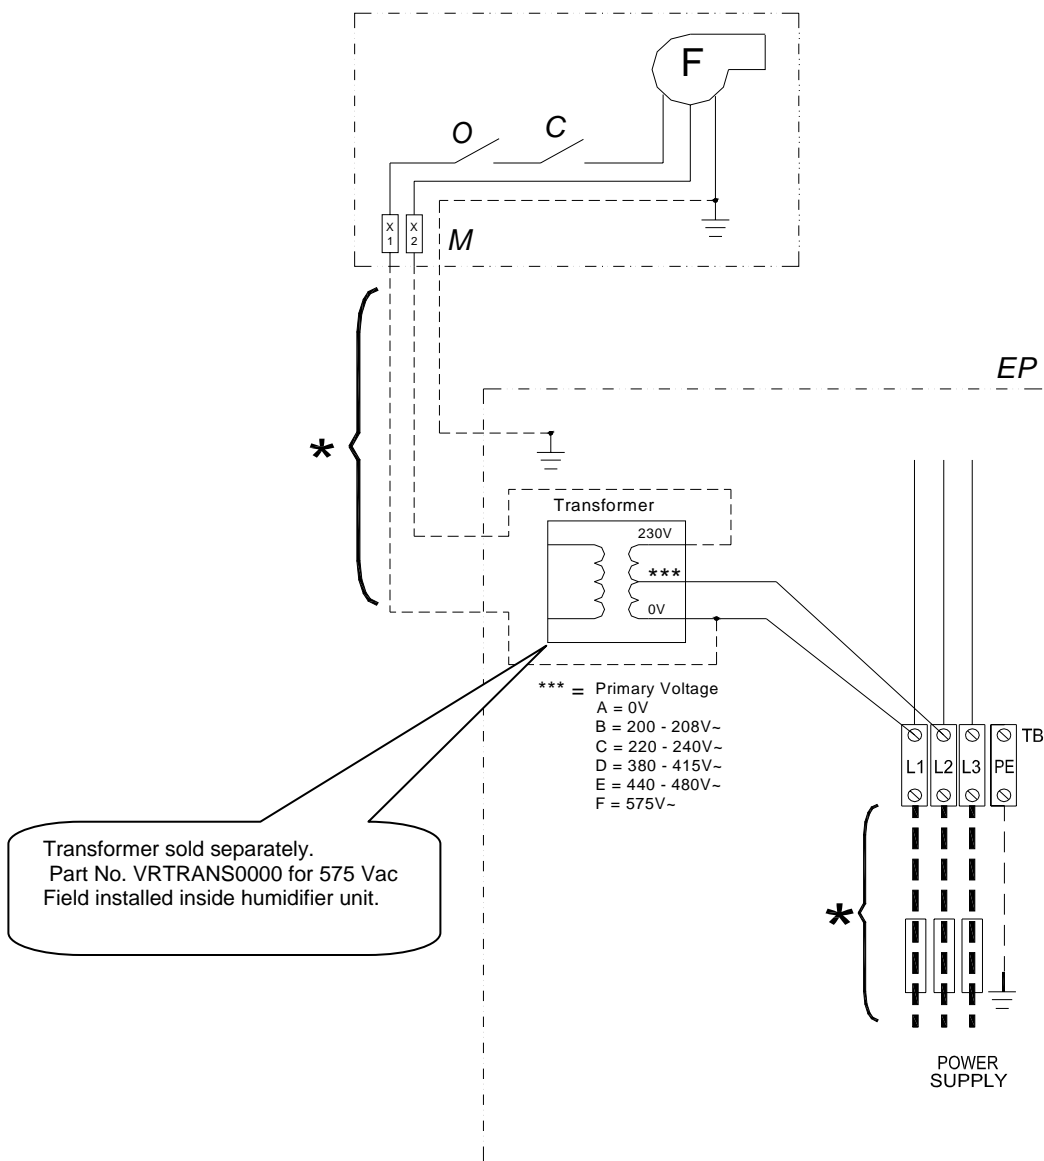 F
O
C
X
1
X
2
M
EP
*
Transformer
230V
***
0V
*** = Primary Voltage
A = 0V
B = 200 - 208V~
C = 220 - 240V~
D = 380 - 415V~
E = 440 - 480V~
F = 575V~
TB
L1 L2 L3 PE
Transformer sold separately.
Part No. VRTRANS0000 for 575 Vac
Field installed inside humidifier unit.
*
POWER
SUPPLY